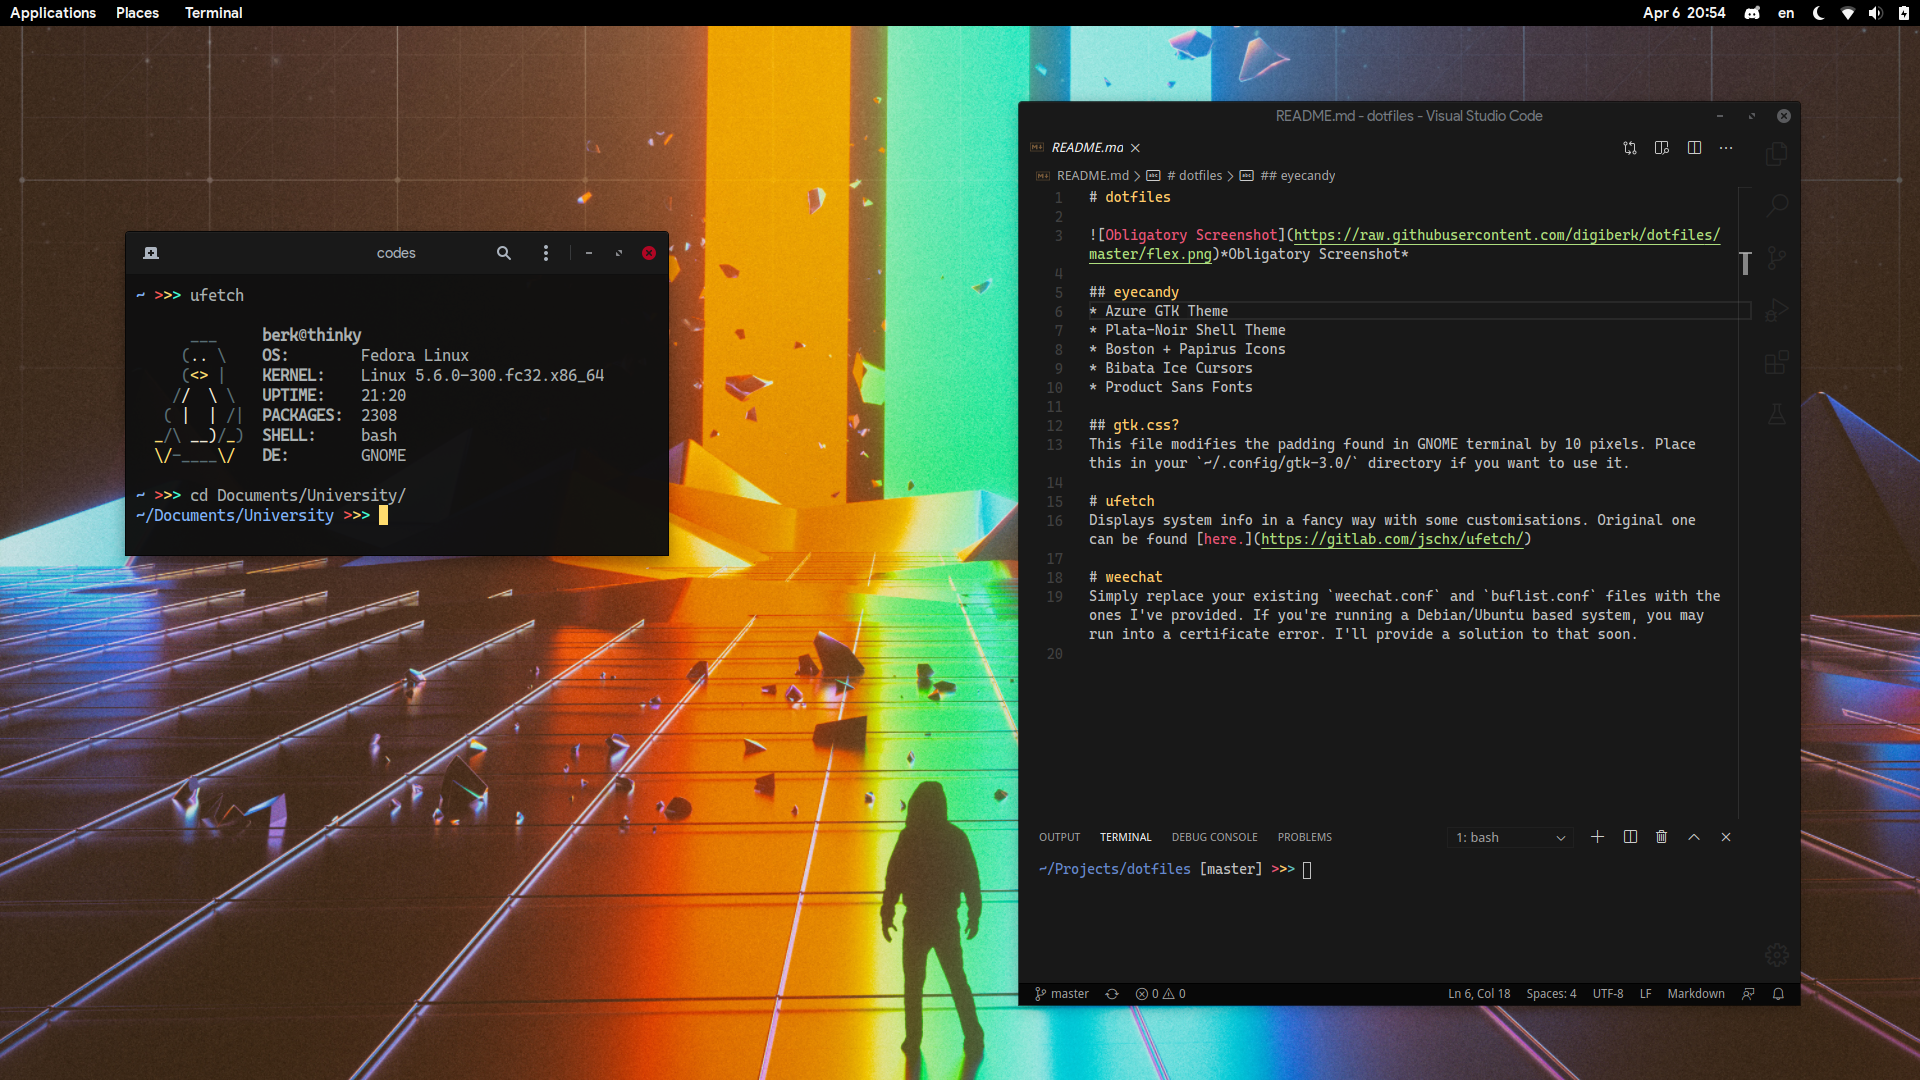 Applications Places Terminal
Apr 6 20:54 en
codes
~ >>> ufetch
berk@thinky
OS: Fedora Linux
KERNEL: Linux 5.6.0-300.fc32.x86_64
UPTIME: 21:20
PACKAGES: 2308
SHELL: bash
DE: GNOME
~ >>> cd Documents/University/
~/Documents/University >>>
README.md - dotfiles - Visual Studio Code
README.md
README.md > # dotfiles > ## eyecandy
1 # dotfiles
2
3 ![Obligatory Screenshot](https://raw.githubusercontent.com/digiberk/dotfiles/
master/flex.png)*Obligatory Screenshot*
4
5 ## eyecandy
6 * Azure GTK Theme
7 * Plata-Noir Shell Theme
8 * Boston + Papirus Icons
9 * Bibata Ice Cursors
10 * Product Sans Fonts
11
12 ## gtk.css?
13 This file modifies the padding found in GNOME terminal by 10 pixels. Place
this in your `~/.config/gtk-3.0/` directory if you want to use it.
14
15 # ufetch
16 Displays system info in a fancy way with some customisations. Original one
can be found [here.](https://gitlab.com/jschx/ufetch/)
17
18 # weechat
19 Simply replace your existing `weechat.conf` and `buflist.conf` files with the
ones I've provided. If you're running a Debian/Ubuntu based system, you may
run into a certificate error. I'll provide a solution to that soon.
20
OUTPUT TERMINAL DEBUG CONSOLE PROBLEMS 1: bash
~/Projects/dotfiles [master] >>>
master 0 0 Ln 6, Col 18 Spaces: 4 UTF-8 LF Markdown